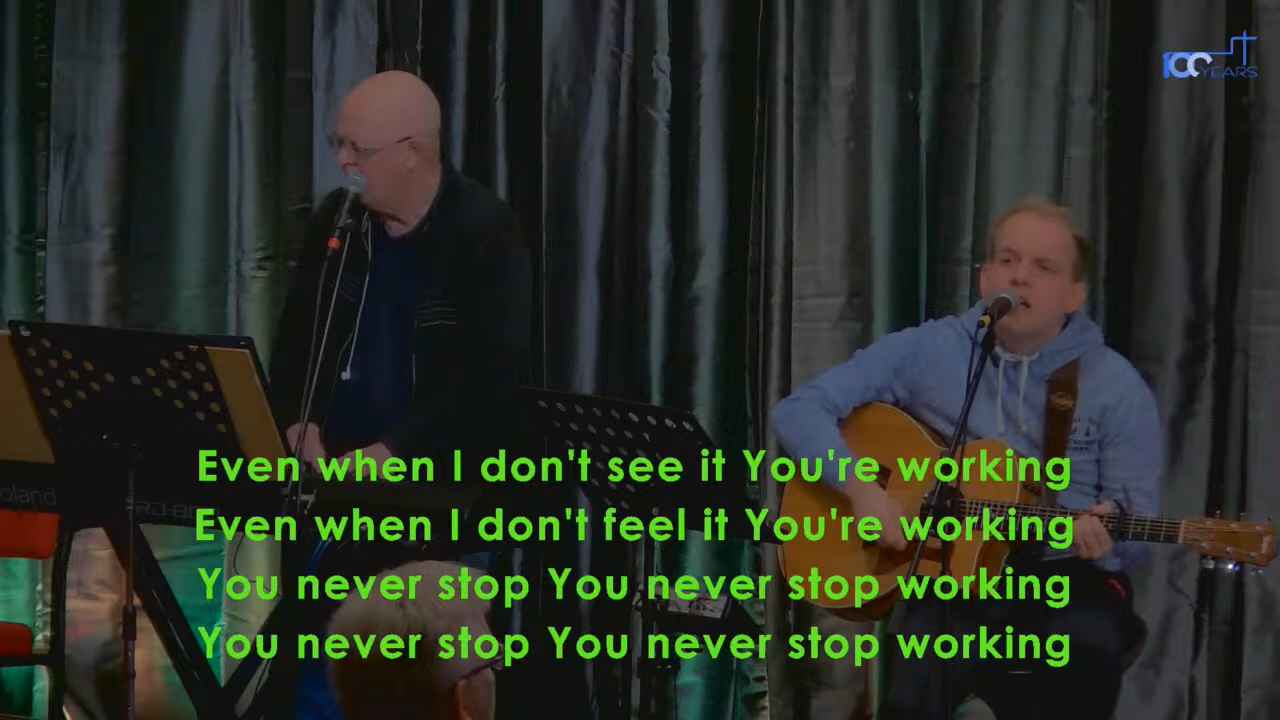 100 YEARS
Even when I don't see it You're working
Even when I don't feel it You're working
You never stop You never stop working
You never stop You never stop working
Roland